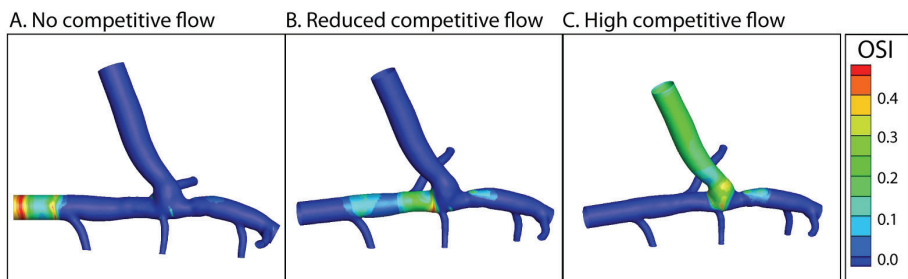 A. No competitive flow
B. Reduced competitive flow
C. High competitive flow
OSI
0.4
0.3
0.2
0.1
0.0